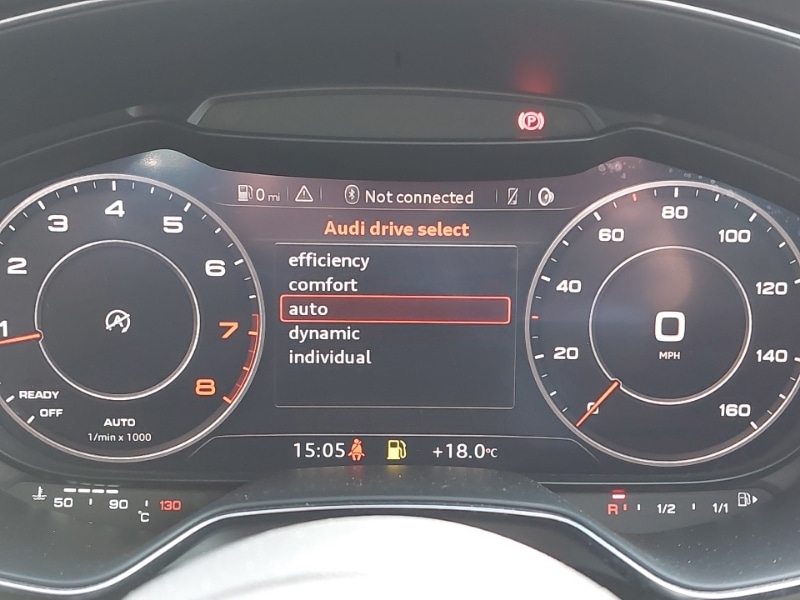 P
0 mi
Not connected
Audi drive select
efficiency
comfort
auto
dynamic
individual
1 2 3 4 5 6 7 8
READY
OFF
AUTO
1/min x 1000
A
0 20 40 60 80 100 120 140 160
0
MPH
15:05
+18.0°C
50 90 130
°C
R 1/2 1/1